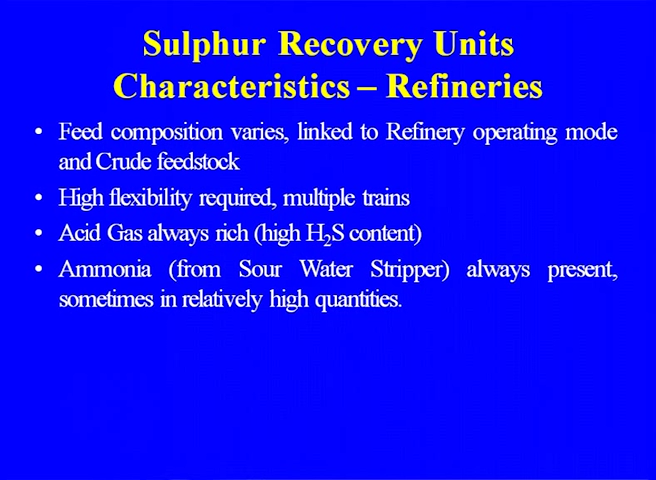 Sulphur Recovery Units
Characteristics – Refineries
• Feed composition varies, linked to Refinery operating mode
and Crude feedstock
• High flexibility required, multiple trains
• Acid Gas always rich (high H₂S content)
• Ammonia (from Sour Water Stripper) always present,
sometimes in relatively high quantities.